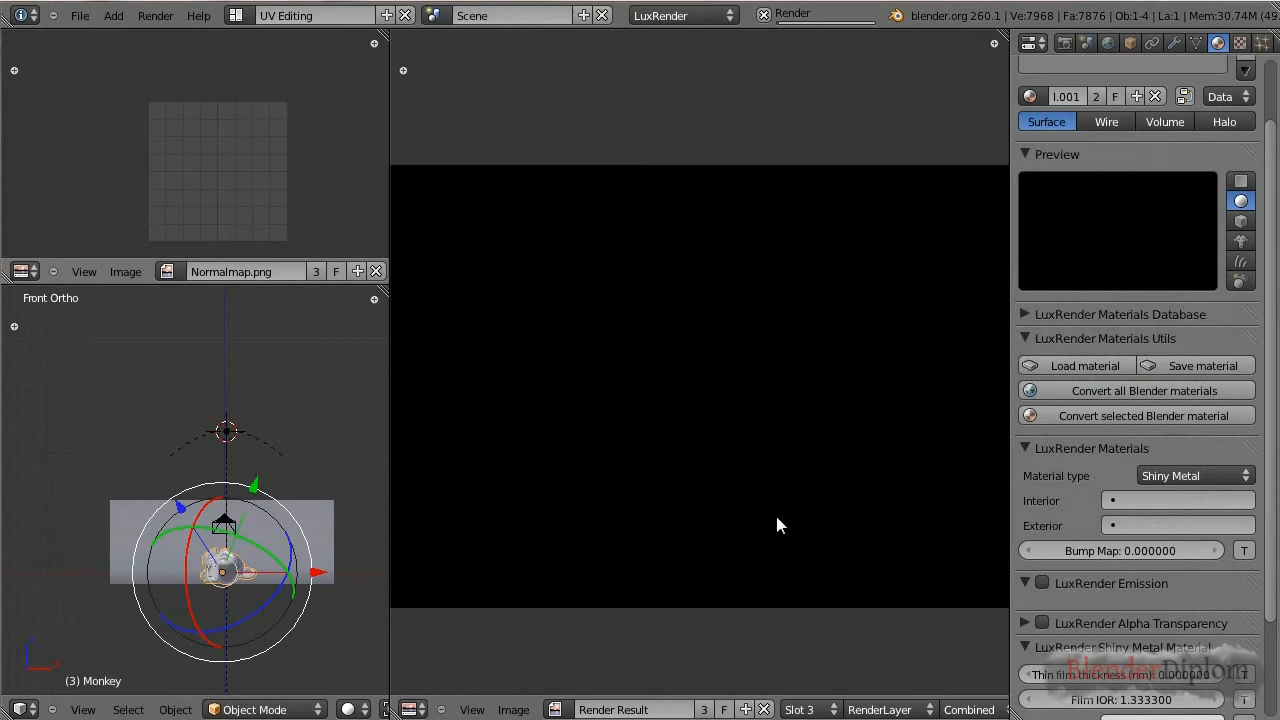 File Add Render Help UV Editing Scene LuxRender Render blender.org 260.1 | Ve:7968 | Fa:7876 | Ob:1-4 | La:1 | Mem:30.74M (49
l.001 2 F Data
Surface Wire Volume Halo
Preview
View Image Normalmap.png 3 F
Front Ortho
LuxRender Materials Database
LuxRender Materials Utils
Load material Save material
Convert all Blender materials
Convert selected Blender material
LuxRender Materials
Material type Shiny Metal
Interior
Exterior
Bump Map: 0.000000 T
LuxRender Emission
LuxRender Alpha Transparency
LuxRender Shiny Metal Material
BlenderDiplom
Thin film thickness (nm): 0.000000 T
Film IOR: 1.333300
(3) Monkey
View Select Object Object Mode View Image Render Result 3 F Slot 3 RenderLayer Combined